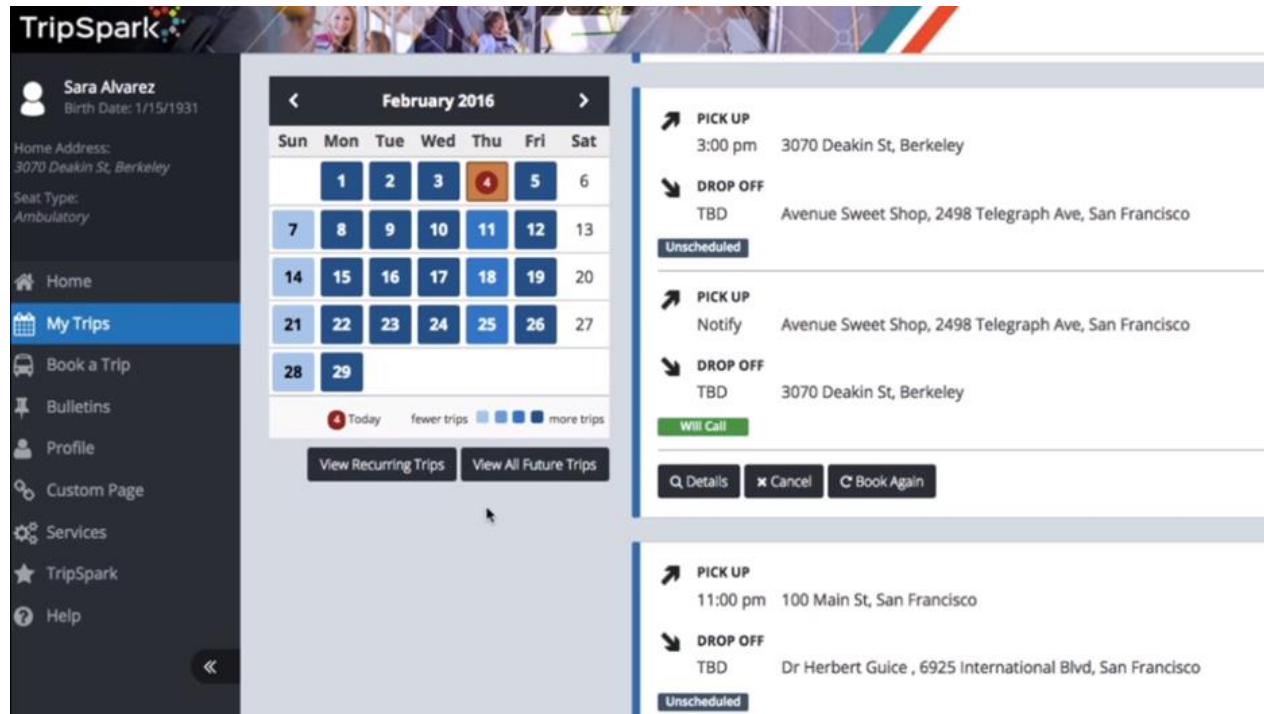 TripSpark
Sara Alvarez
Birth Date: 1/15/1931
Home Address:
3070 Deakin St, Berkeley
Seat Type:
Ambulatory
Home
My Trips
Book a Trip
Bulletins
Profile
Custom Page
Services
TripSpark
Help
February 2016
Sun Mon Tue Wed Thu Fri Sat
1 2 3 4 5 6
7 8 9 10 11 12 13
14 15 16 17 18 19 20
21 22 23 24 25 26 27
28 29
4 Today fewer trips more trips
View Recurring Trips View All Future Trips
PICK UP
3:00 pm 3070 Deakin St, Berkeley
DROP OFF
TBD Avenue Sweet Shop, 2498 Telegraph Ave, San Francisco
Unscheduled
PICK UP
Notify Avenue Sweet Shop, 2498 Telegraph Ave, San Francisco
DROP OFF
TBD 3070 Deakin St, Berkeley
Will Call
Details Cancel Book Again
PICK UP
11:00 pm 100 Main St, San Francisco
DROP OFF
TBD Dr Herbert Guice , 6925 International Blvd, San Francisco
Unscheduled